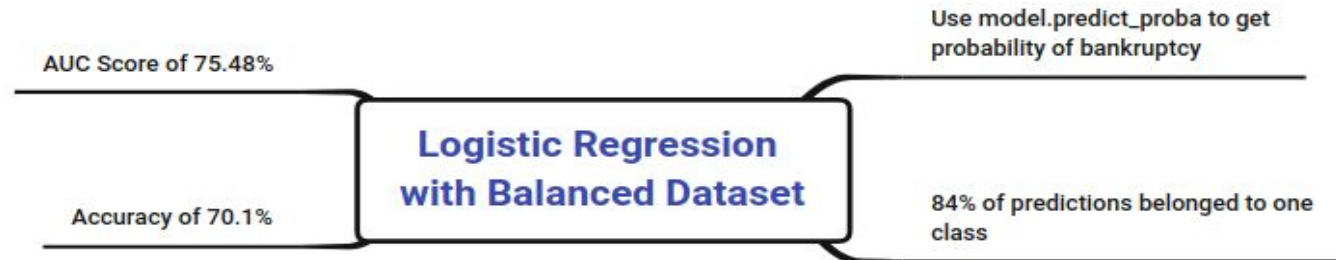 Use model.predict_proba to get
probability of bankruptcy
AUC Score of 75.48%
Logistic Regression
with Balanced Dataset
Accuracy of 70.1%
84% of predictions belonged to one
class